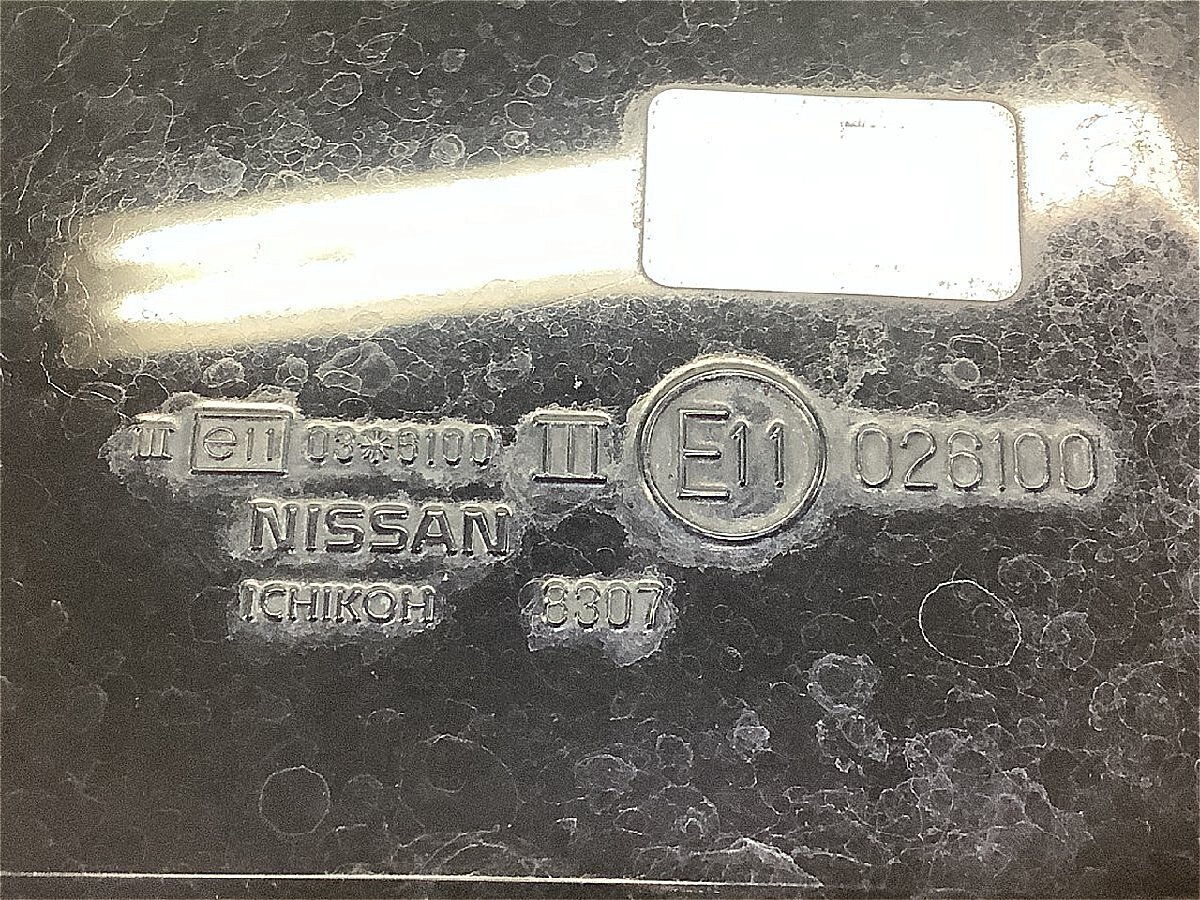 III e11 03*6100 III E11 026100
NISSAN
ICHIKOH 8307